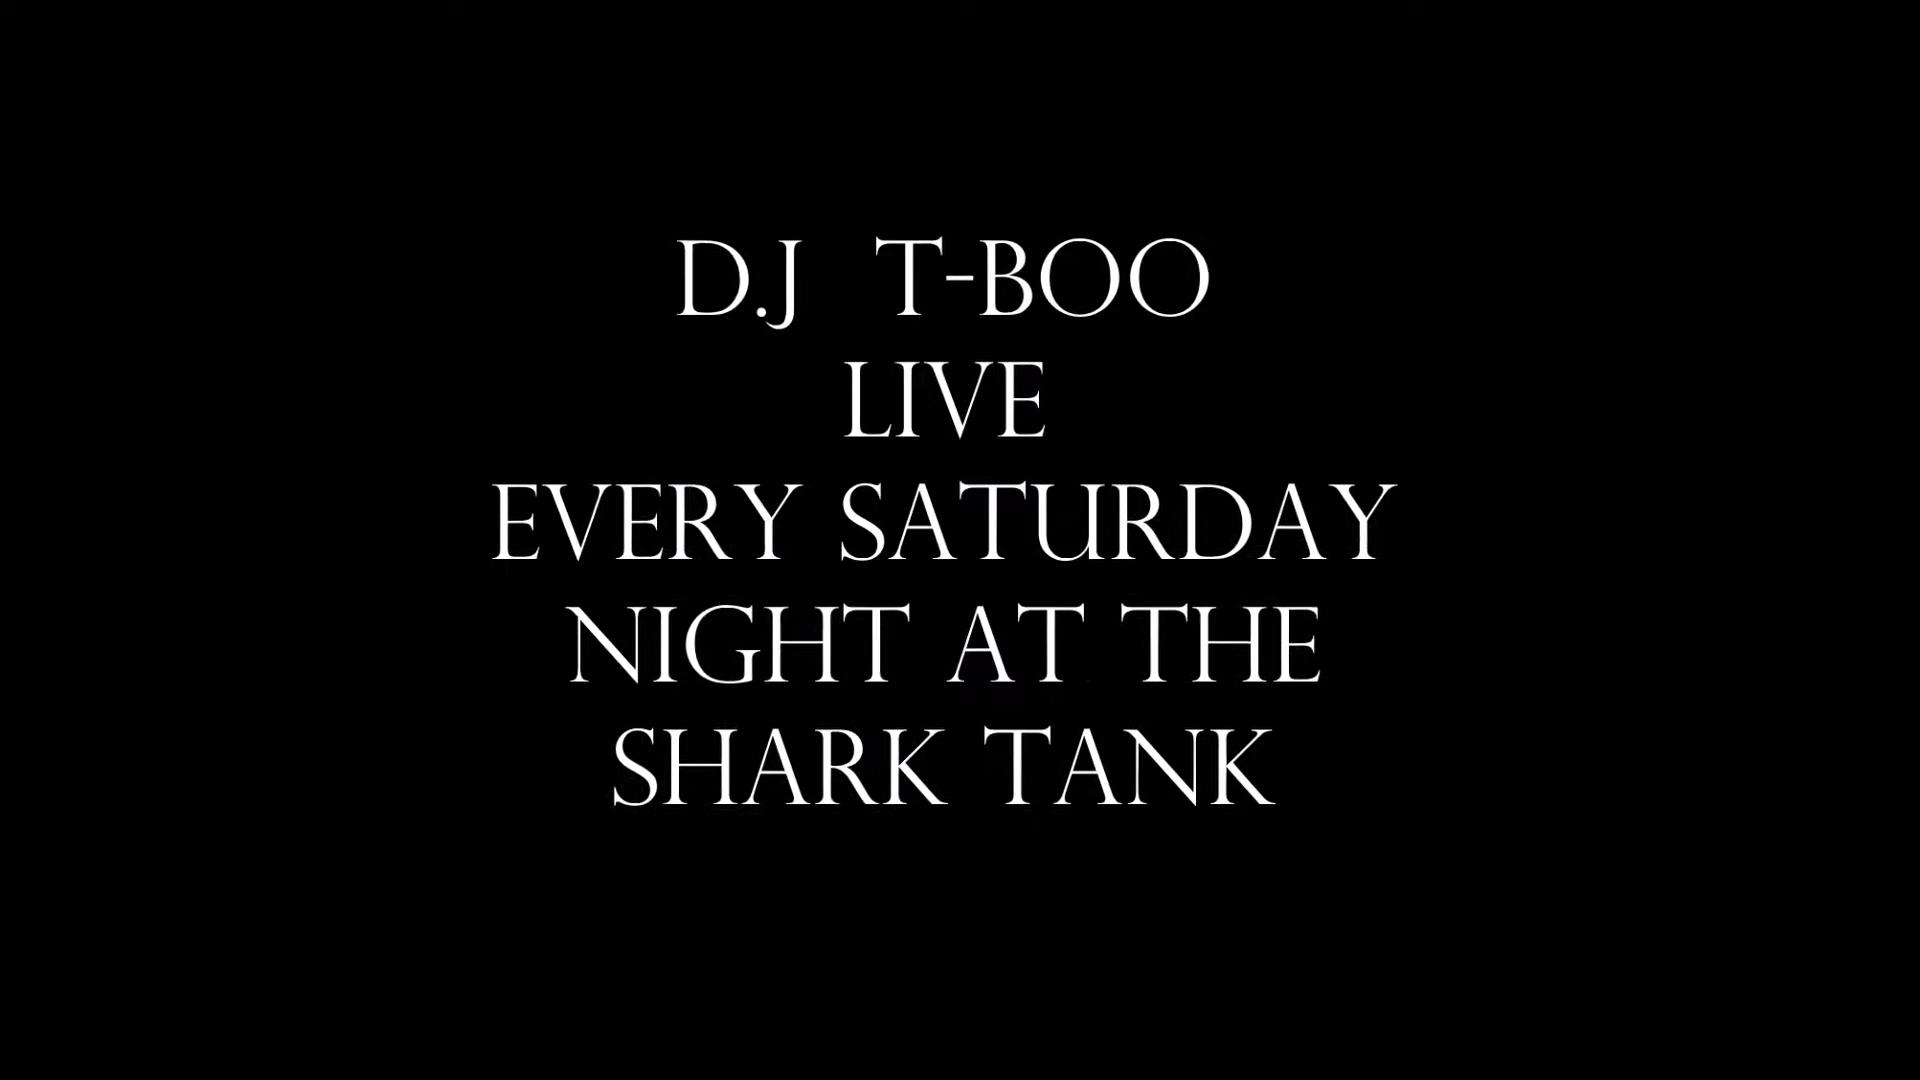 D.J T-BOO
LIVE
EVERY SATURDAY
NIGHT AT THE
SHARK TANK